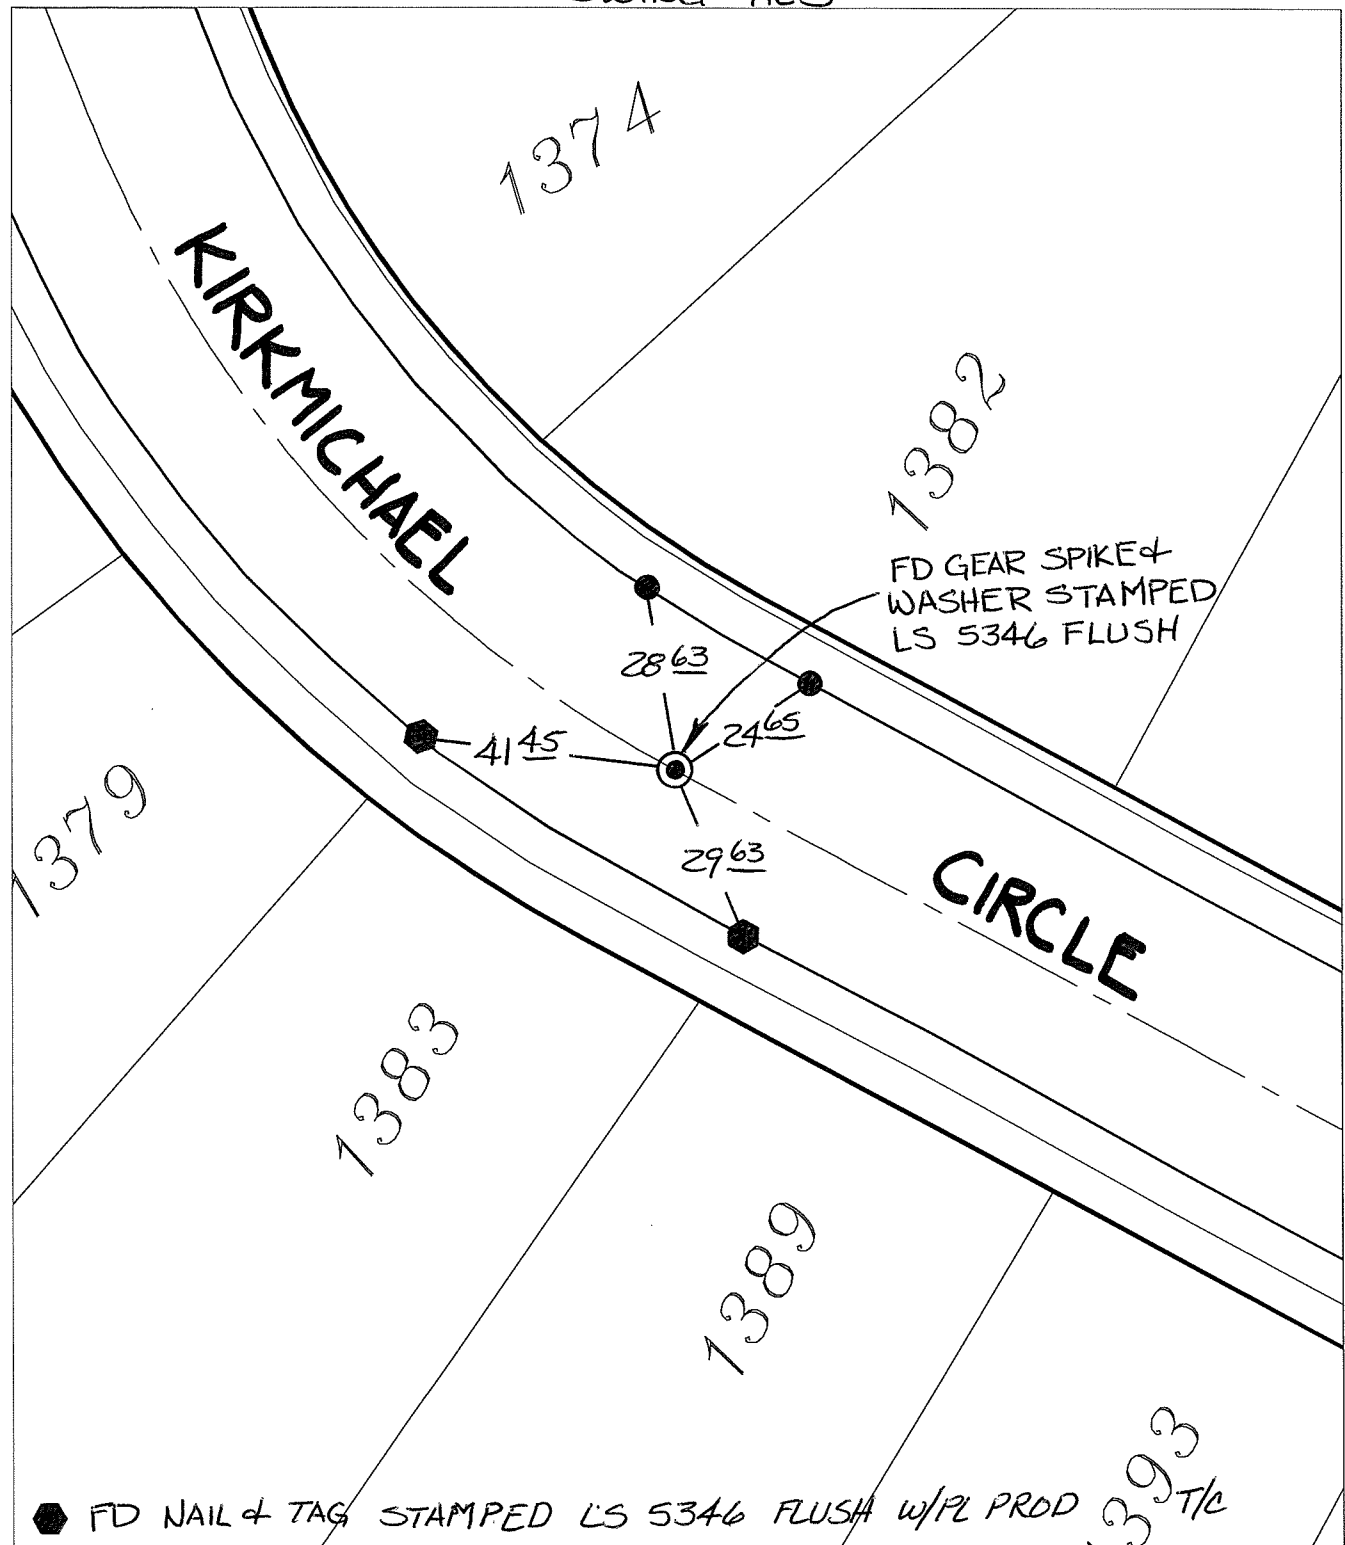 1374
KIRKMICHAEL
1382
FD GEAR SPIKE &
WASHER STAMPED
LS 5346 FLUSH
28 63
24 65
41 45
29 63
1379
CIRCLE
1383
1389
FD NAIL & TAG STAMPED LS 5346 FLUSH W/PL PROD T/C